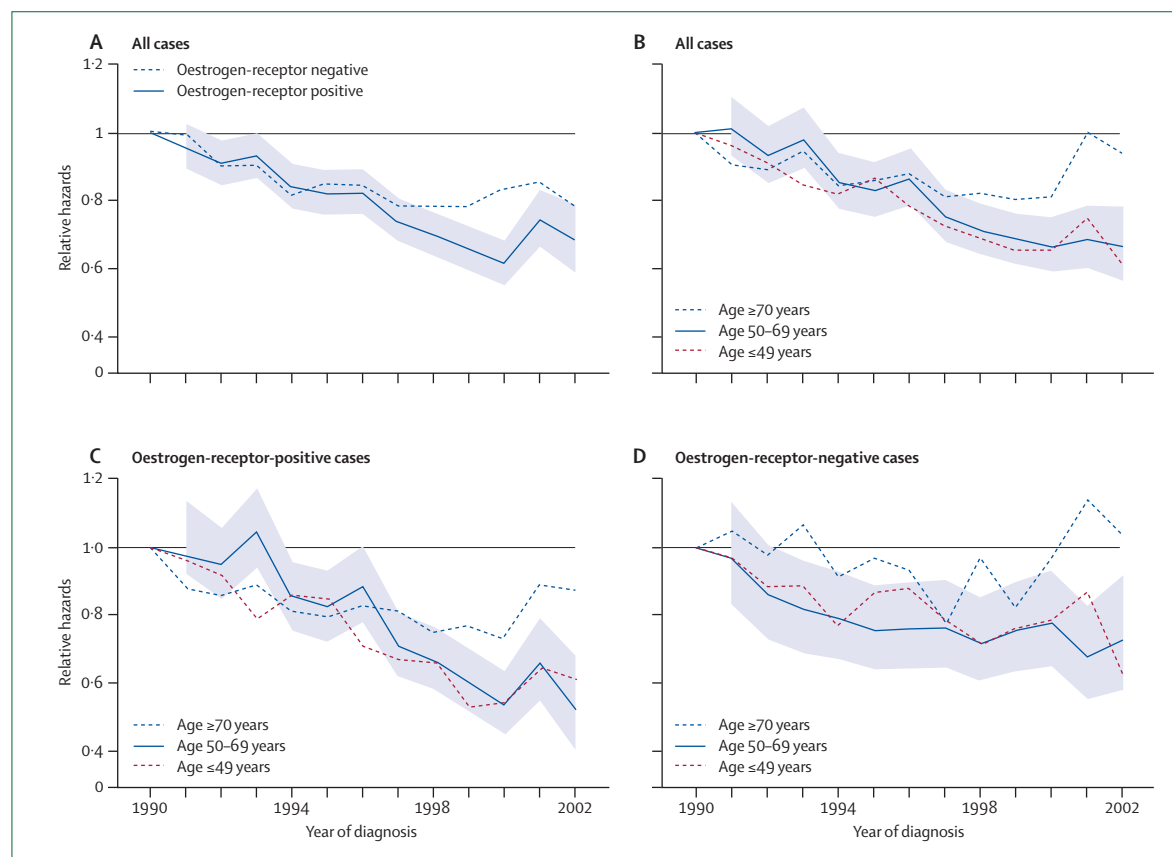 A All cases
1·2
1
0·8
0·6
0·4
0
Relative hazards
Oestrogen-receptor negative
Oestrogen-receptor positive
B All cases
Age ≥70 years
Age 50–69 years
Age ≤49 years
C Oestrogen-receptor-positive cases
1·2
1·0
0·8
0·6
0·4
0
Relative hazards
Age ≥70 years
Age 50–69 years
Age ≤49 years
1990 1994 1998 2002
Year of diagnosis
D Oestrogen-receptor-negative cases
Age ≥70 years
Age 50–69 years
Age ≤49 years
1990 1994 1998 2002
Year of diagnosis